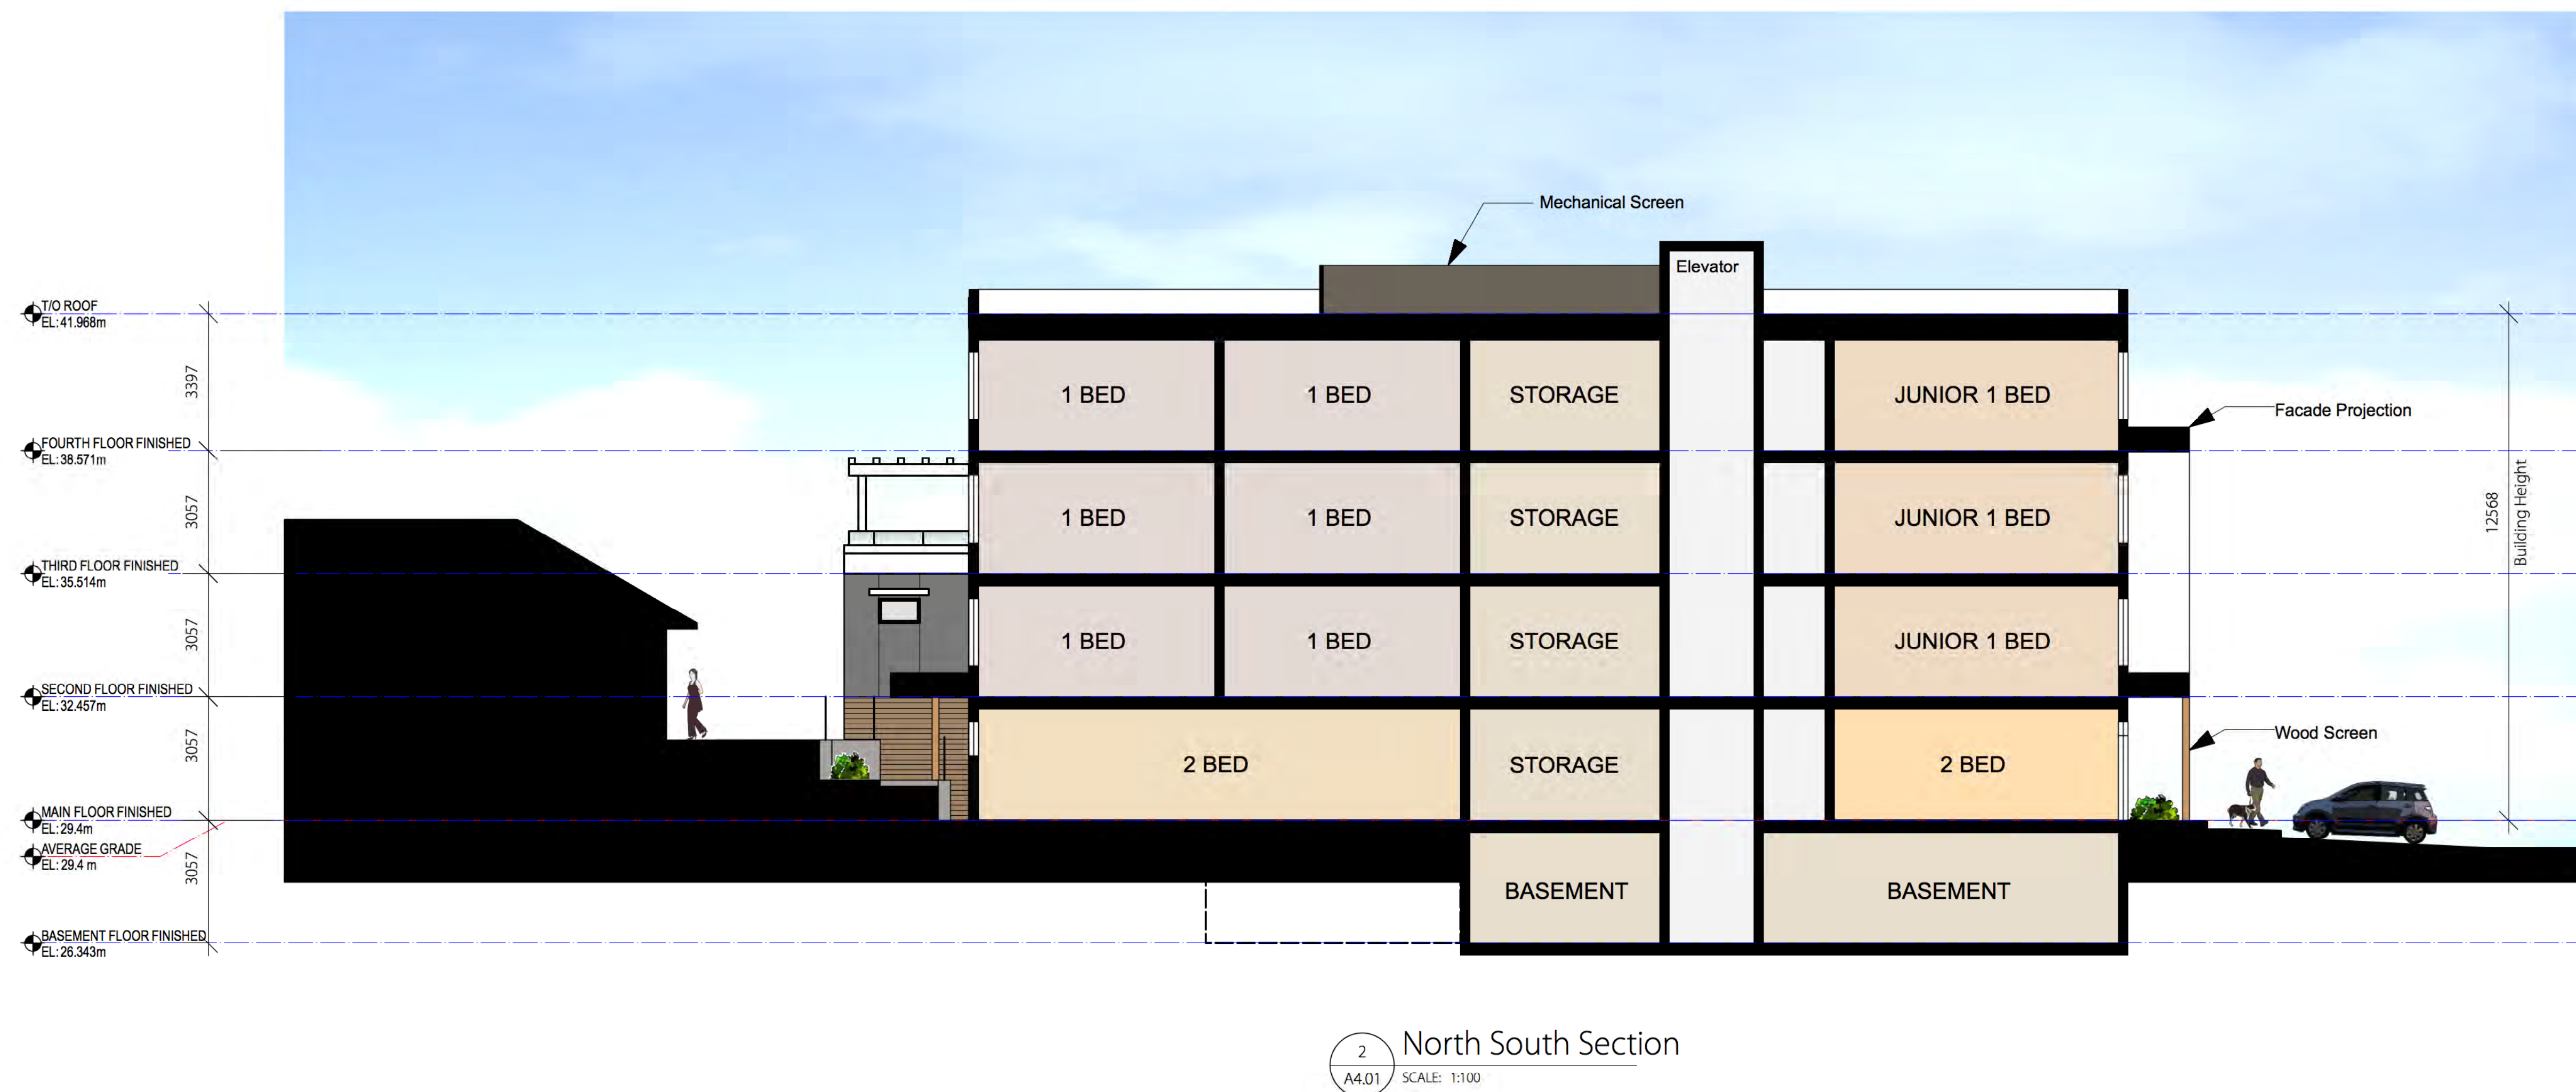 Mechanical Screen
Elevator
T/O ROOF
EL: 41.968m
3397
1 BED
1 BED
STORAGE
JUNIOR 1 BED
Facade Projection
FOURTH FLOOR FINISHED
EL: 38.571m
3057
1 BED
1 BED
STORAGE
JUNIOR 1 BED
12568
Building Height
THIRD FLOOR FINISHED
EL: 35.514m
3057
1 BED
1 BED
STORAGE
JUNIOR 1 BED
SECOND FLOOR FINISHED
EL: 32.457m
3057
2 BED
STORAGE
2 BED
Wood Screen
MAIN FLOOR FINISHED
EL: 29.4m
AVERAGE GRADE
EL: 29.4 m
3057
BASEMENT
BASEMENT
BASEMENT FLOOR FINISHED
EL: 26.343m
2
A4.01
North South Section
SCALE: 1:100